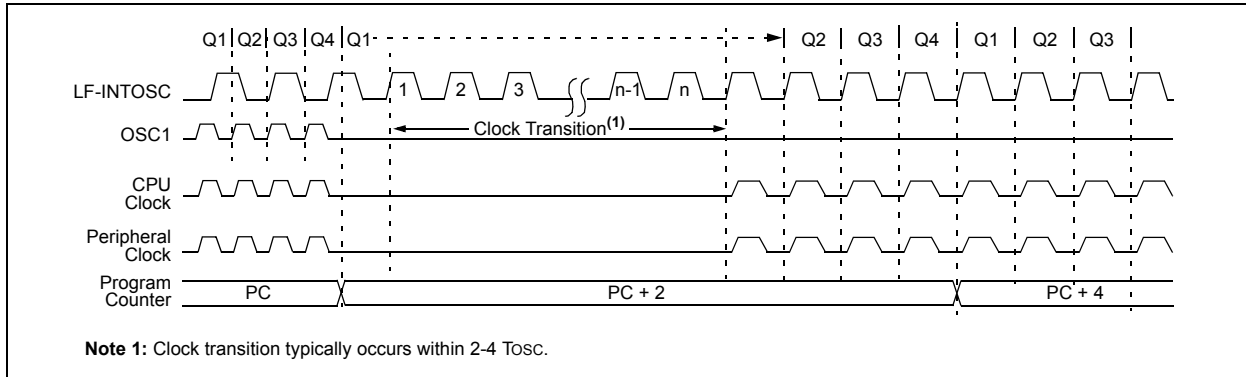 Q1 Q2 Q3 Q4 Q1 Q2 Q3 Q4 Q1 Q2 Q3
LF-INTOSC 1 2 3 n-1 n
Clock Transition(1)
OSC1
CPU
Clock
Peripheral
Clock
Program
Counter
PC PC + 2 PC + 4
Note 1: Clock transition typically occurs within 2-4 TOSC.